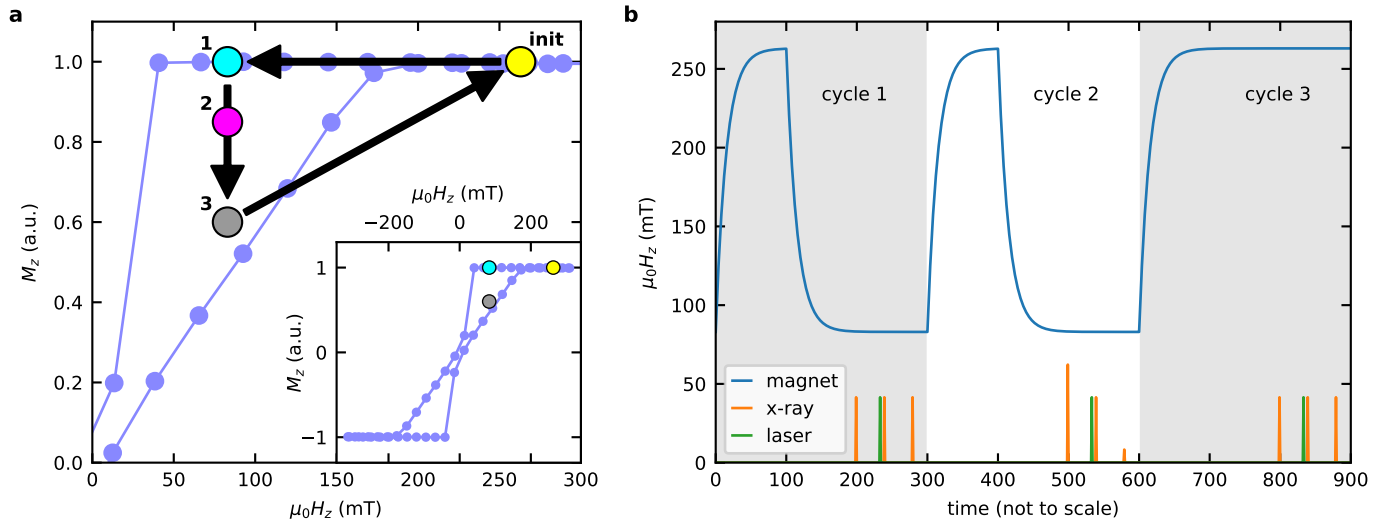 a
M_z (a.u.)
1.0
0.8
0.6
0.4
0.2
0.0
0
50
100
150
200
250
300
μ₀H_z (mT)
1
2
3
init
μ₀H_z (mT)
−200
0
200
M_z (a.u.)
1
0
−1
b
μ₀H_z (mT)
250
200
150
100
50
0
cycle 1
cycle 2
cycle 3
magnet
x-ray
laser
0
100
200
300
400
500
600
700
800
900
time (not to scale)